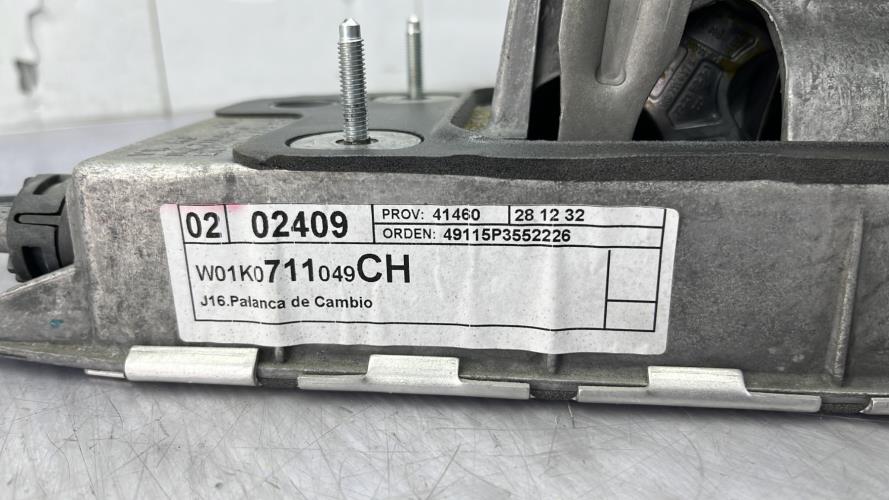 02 02409 PROV: 41460 28 12 32
ORDEN: 49115P3552226
W01K0711049CH
J16.Palanca de Cambio